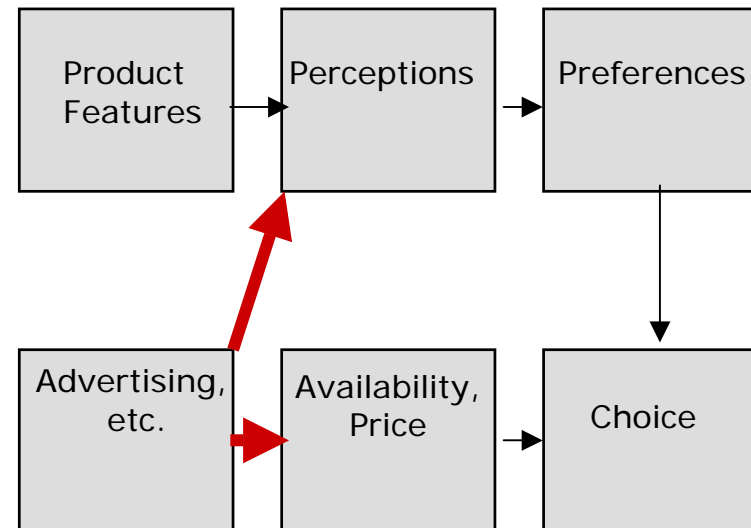 Product
Features
Perceptions
Preferences
Advertising,
etc.
Availability,
Price
Choice